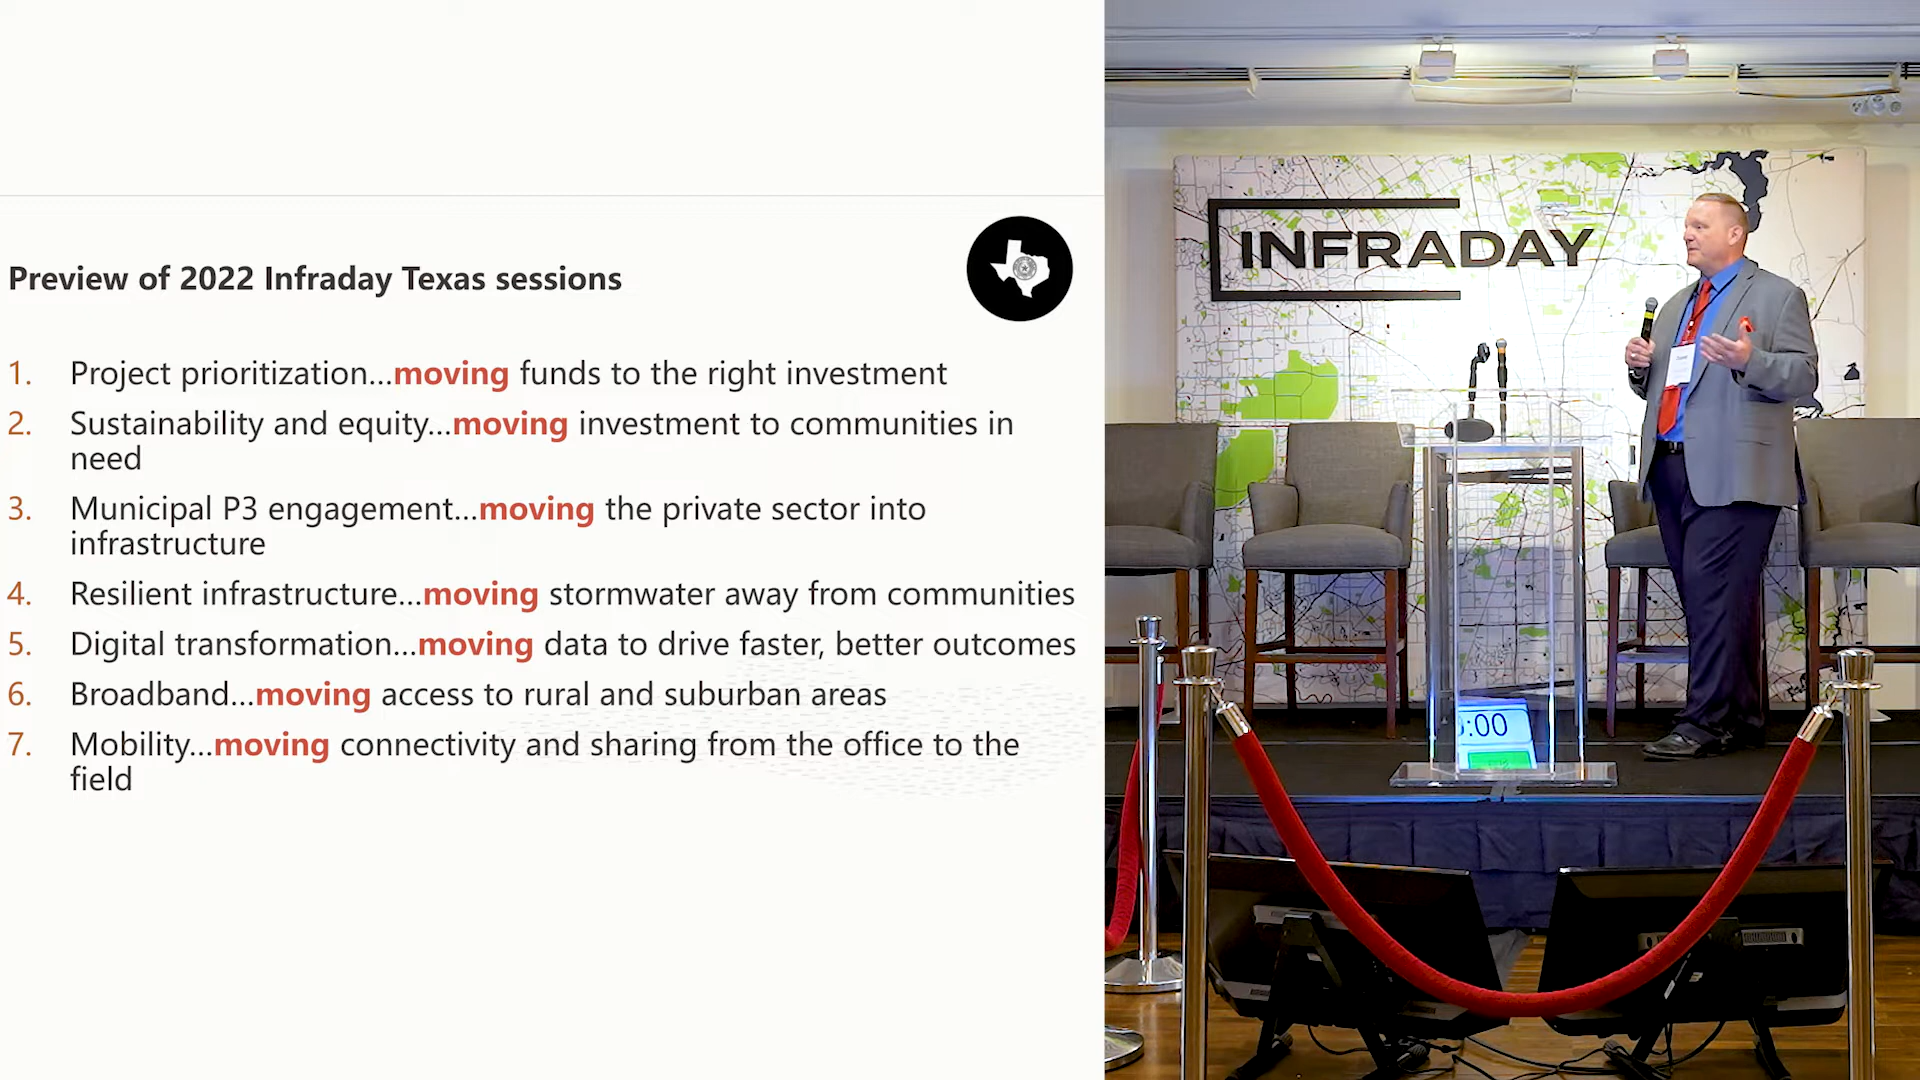 Preview of 2022 Infraday Texas sessions
1. Project prioritization...moving funds to the right investment
2. Sustainability and equity...moving investment to communities in
need
3. Municipal P3 engagement...moving the private sector into
infrastructure
4. Resilient infrastructure...moving stormwater away from communities
5. Digital transformation...moving data to drive faster, better outcomes
6. Broadband...moving access to rural and suburban areas
7. Mobility...moving connectivity and sharing from the office to the
field
INFRADAY
:00